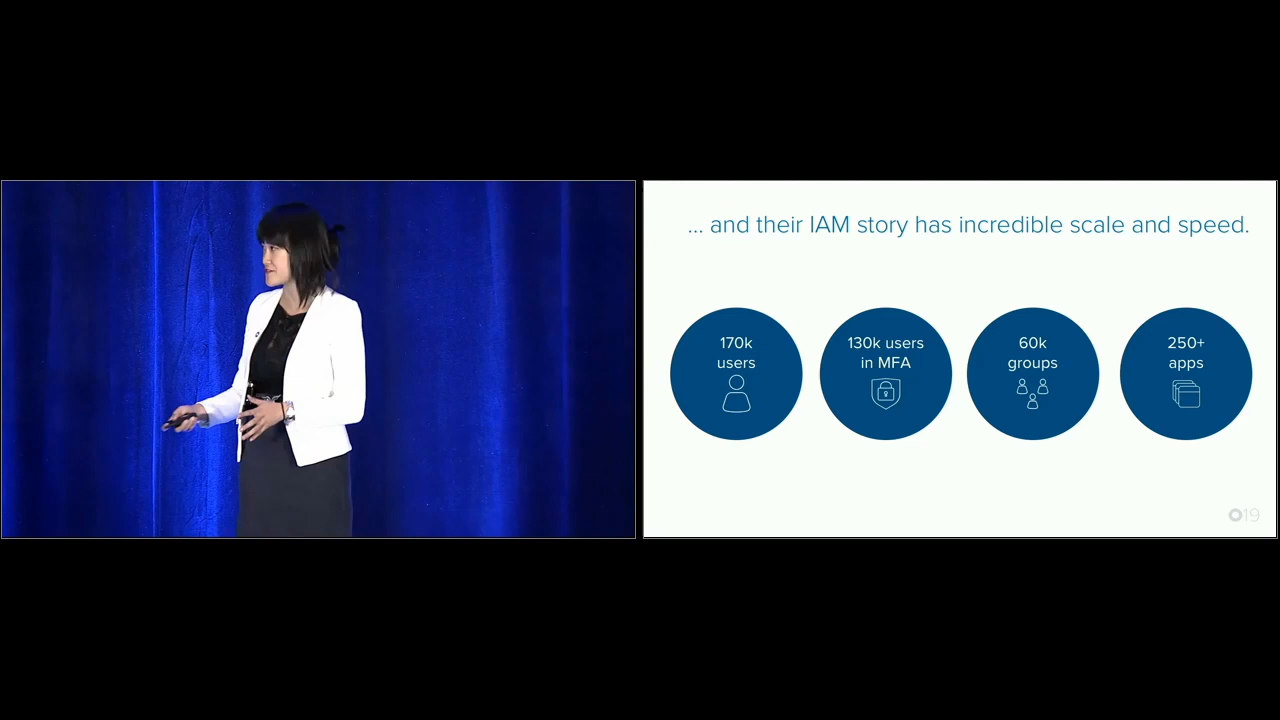 ... and their IAM story has incredible scale and speed.
170k
users
130k users
in MFA
60k
groups
250+
apps
O19